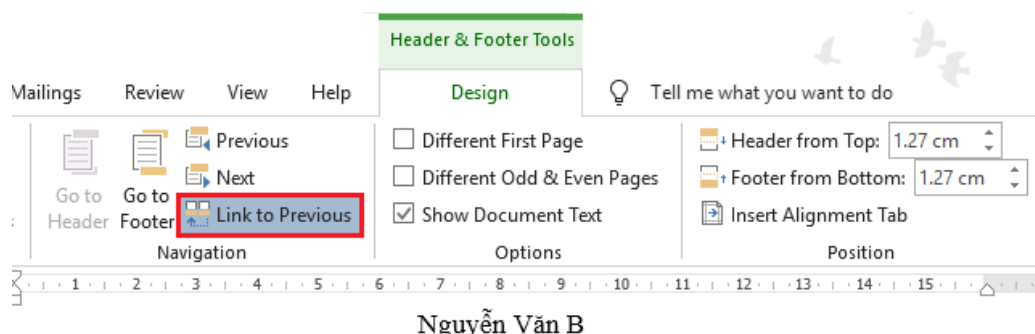 Header & Footer Tools
Mailings Review View Help Design Tell me what you want to do
Previous Different First Page Header from Top: 1.27 cm
Next Different Odd & Even Pages Footer from Bottom: 1.27 cm
Go to Header Go to Footer Link to Previous Show Document Text Insert Alignment Tab
Navigation Options Position
1 2 3 4 5 6 7 8 9 10 11 12 13 14 15
Nguyễn Văn B